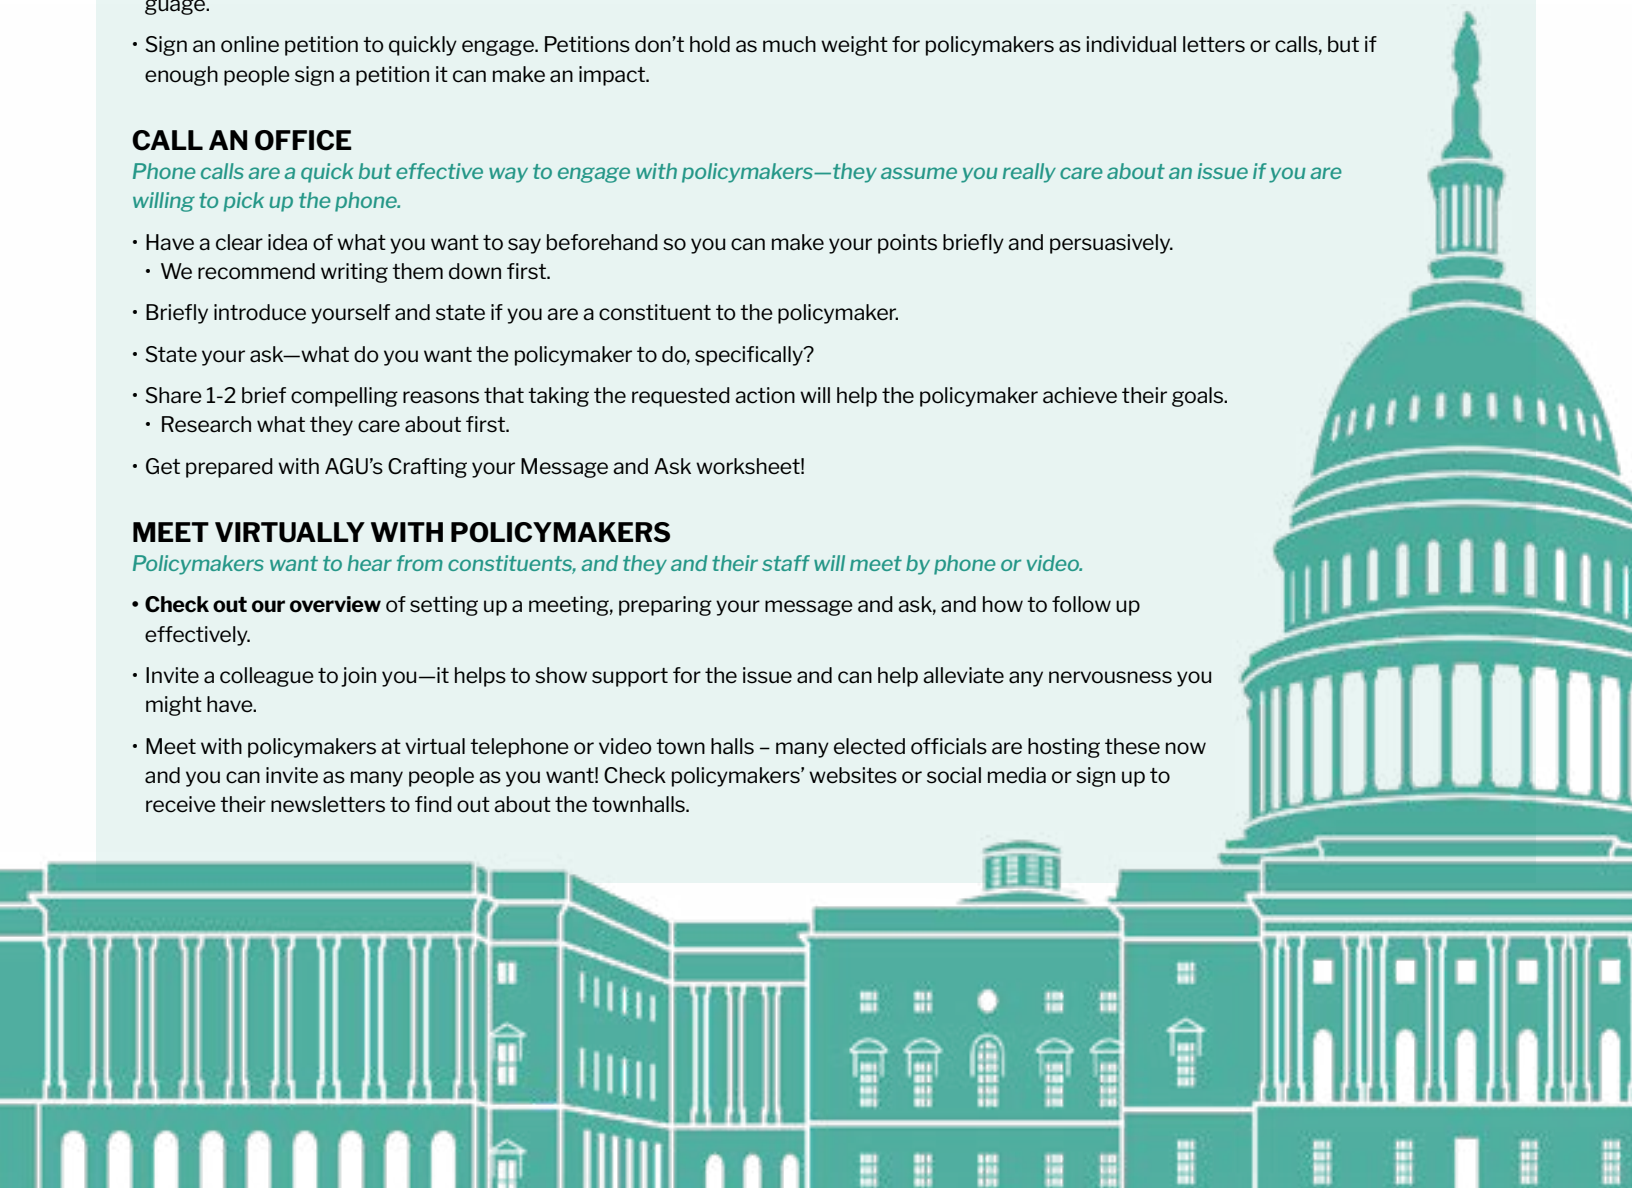 guage.
• Sign an online petition to quickly engage. Petitions don’t hold as much weight for policymakers as individual letters or calls, but if
enough people sign a petition it can make an impact.
CALL AN OFFICE
Phone calls are a quick but effective way to engage with policymakers—they assume you really care about an issue if you are
willing to pick up the phone.
• Have a clear idea of what you want to say beforehand so you can make your points briefly and persuasively.
• We recommend writing them down first.
• Briefly introduce yourself and state if you are a constituent to the policymaker.
• State your ask—what do you want the policymaker to do, specifically?
• Share 1-2 brief compelling reasons that taking the requested action will help the policymaker achieve their goals.
• Research what they care about first.
• Get prepared with AGU’s Crafting your Message and Ask worksheet!
MEET VIRTUALLY WITH POLICYMAKERS
Policymakers want to hear from constituents, and they and their staff will meet by phone or video.
• Check out our overview of setting up a meeting, preparing your message and ask, and how to follow up
effectively.
• Invite a colleague to join you—it helps to show support for the issue and can help alleviate any nervousness you
might have.
• Meet with policymakers at virtual telephone or video town halls – many elected officials are hosting these now
and you can invite as many people as you want! Check policymakers’ websites or social media or sign up to
receive their newsletters to find out about the townhalls.